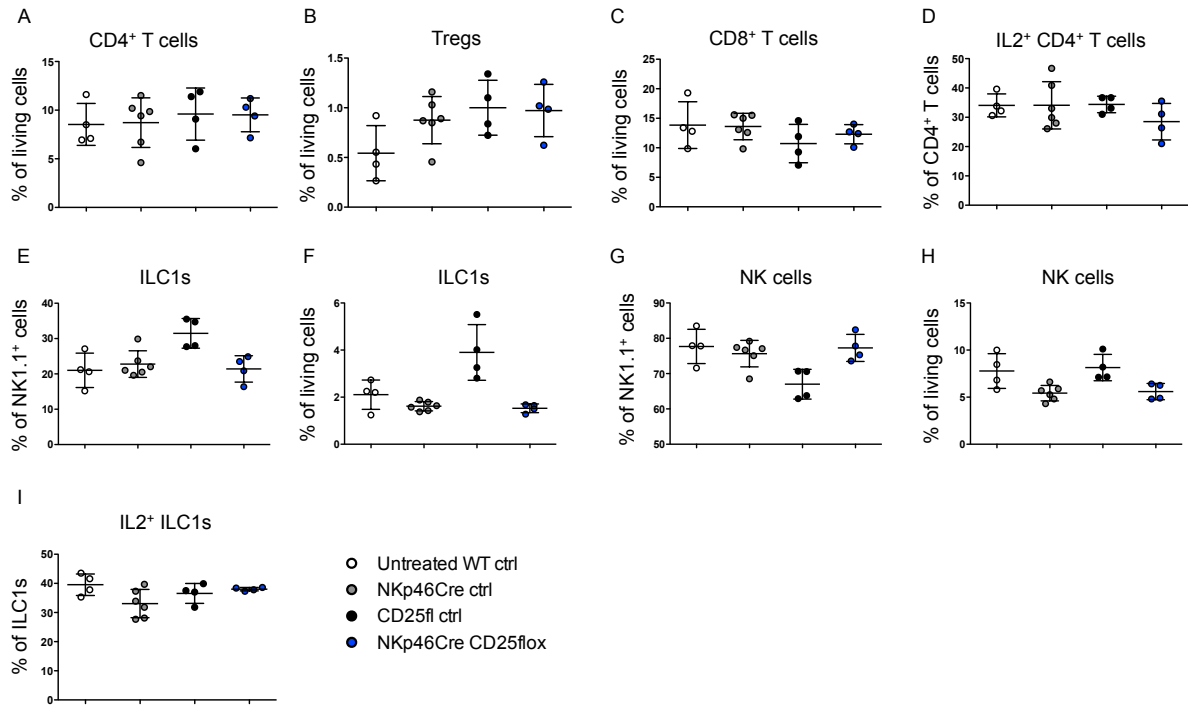 A
CD4⁺ T cells
% of living cells
15
10
5
0
B
Tregs
% of living cells
1.5
1.0
0.5
0.0
C
CD8⁺ T cells
% of living cells
25
20
15
10
5
0
D
IL2⁺ CD4⁺ T cells
% of CD4⁺ T cells
50
40
30
20
10
0
E
ILC1s
% of NK1.1⁺ cells
40
30
20
10
0
F
ILC1s
% of living cells
6
4
2
0
G
NK cells
% of NK1.1⁺ cells
90
80
70
60
50
H
NK cells
% of living cells
15
10
5
0
I
IL2⁺ ILC1s
% of ILC1s
50
40
30
20
10
0
Untreated WT ctrl
NKp46Cre ctrl
CD25fl ctrl
NKp46Cre CD25flox